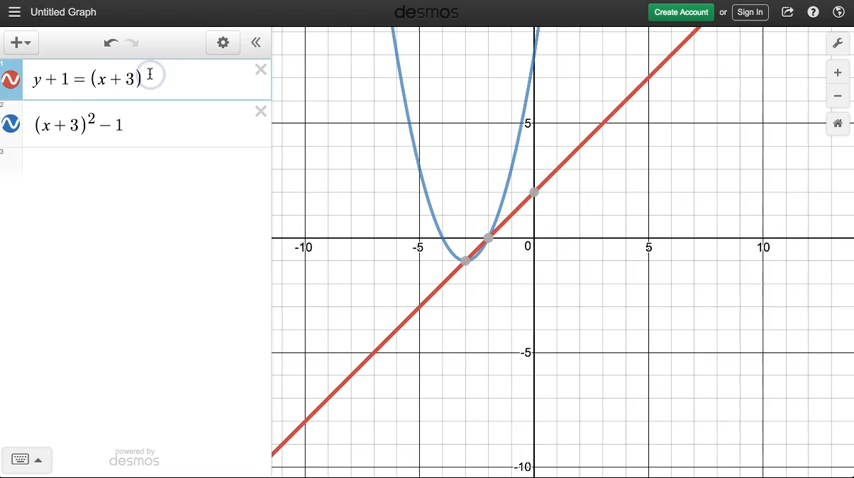 Untitled Graph
desmos
Create Account or Sign In
1
y + 1 = (x + 3)
2
(x + 3)² − 1
3
5
-10 -5 0 5 10
-5
-10
powered by
desmos